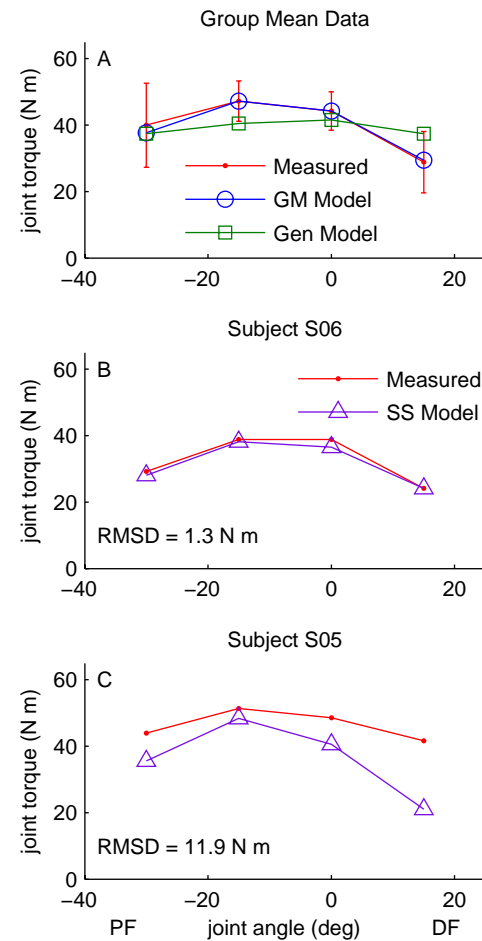 Group Mean Data
A
joint torque (N m)
60
40
20
0
Measured
GM Model
Gen Model
−40 −20 0 20
Subject S06
B
joint torque (N m)
60
40
20
0
Measured
SS Model
RMSD = 1.3 N m
−40 −20 0 20
Subject S05
C
joint torque (N m)
60
40
20
0
RMSD = 11.9 N m
−40 −20 0 20
PF joint angle (deg) DF